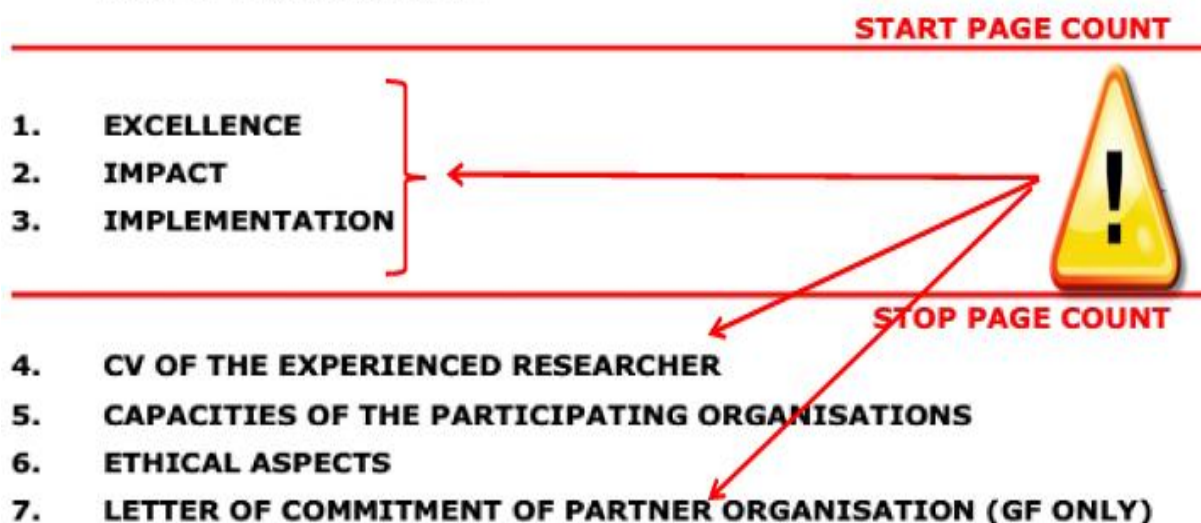 START PAGE COUNT
1. EXCELLENCE
2. IMPACT
3. IMPLEMENTATION
!
STOP PAGE COUNT
4. CV OF THE EXPERIENCED RESEARCHER
5. CAPACITIES OF THE PARTICIPATING ORGANISATIONS
6. ETHICAL ASPECTS
7. LETTER OF COMMITMENT OF PARTNER ORGANISATION (GF ONLY)